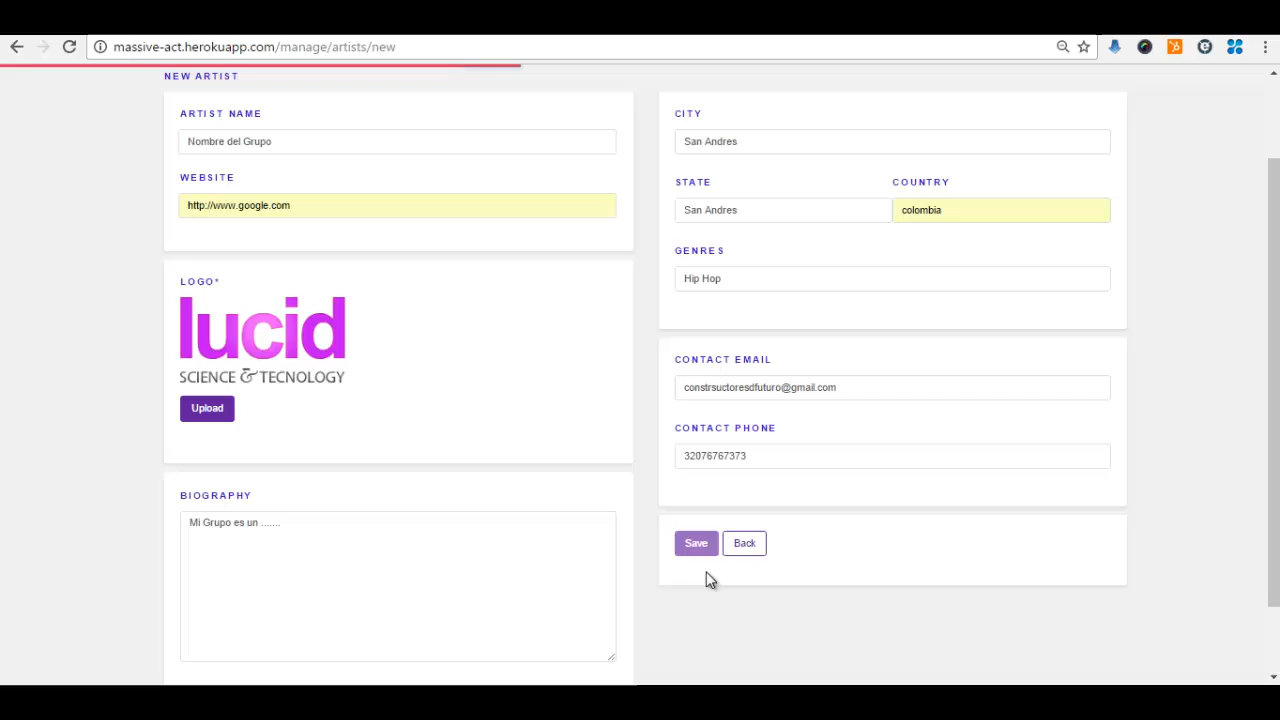 massive-act.herokuapp.com/manage/artists/new
NEW ARTIST
ARTIST NAME
Nombre del Grupo
WEBSITE
http://www.google.com
LOGO*
lucid
SCIENCE & TECNOLOGY
Upload
BIOGRAPHY
Mi Grupo es un .......
CITY
San Andres
STATE COUNTRY
San Andres colombia
GENRES
Hip Hop
CONTACT EMAIL
constrsuctoresdfuturo@gmail.com
CONTACT PHONE
32076767373
Save Back